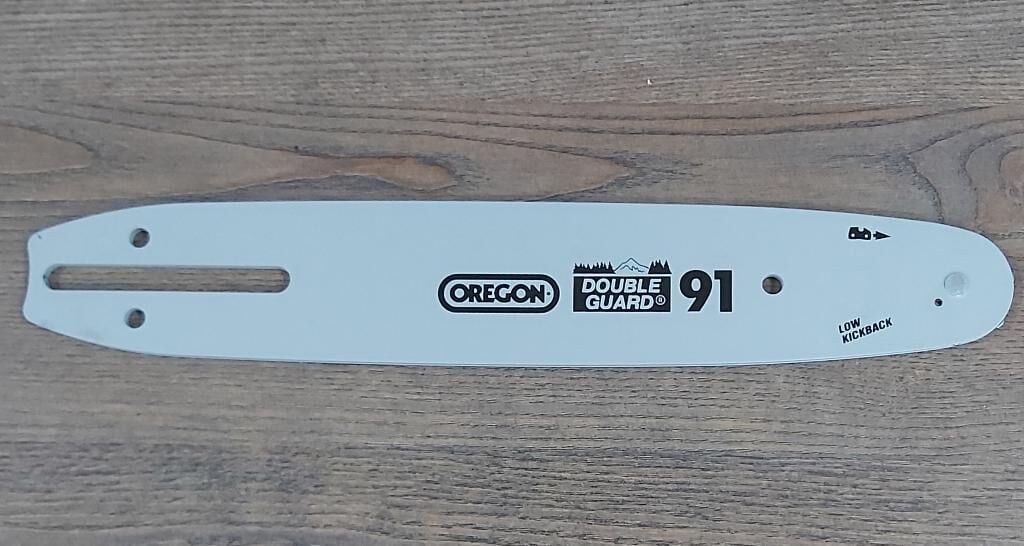 OREGON
DOUBLE
GUARD®
91
LOW
KICKBACK